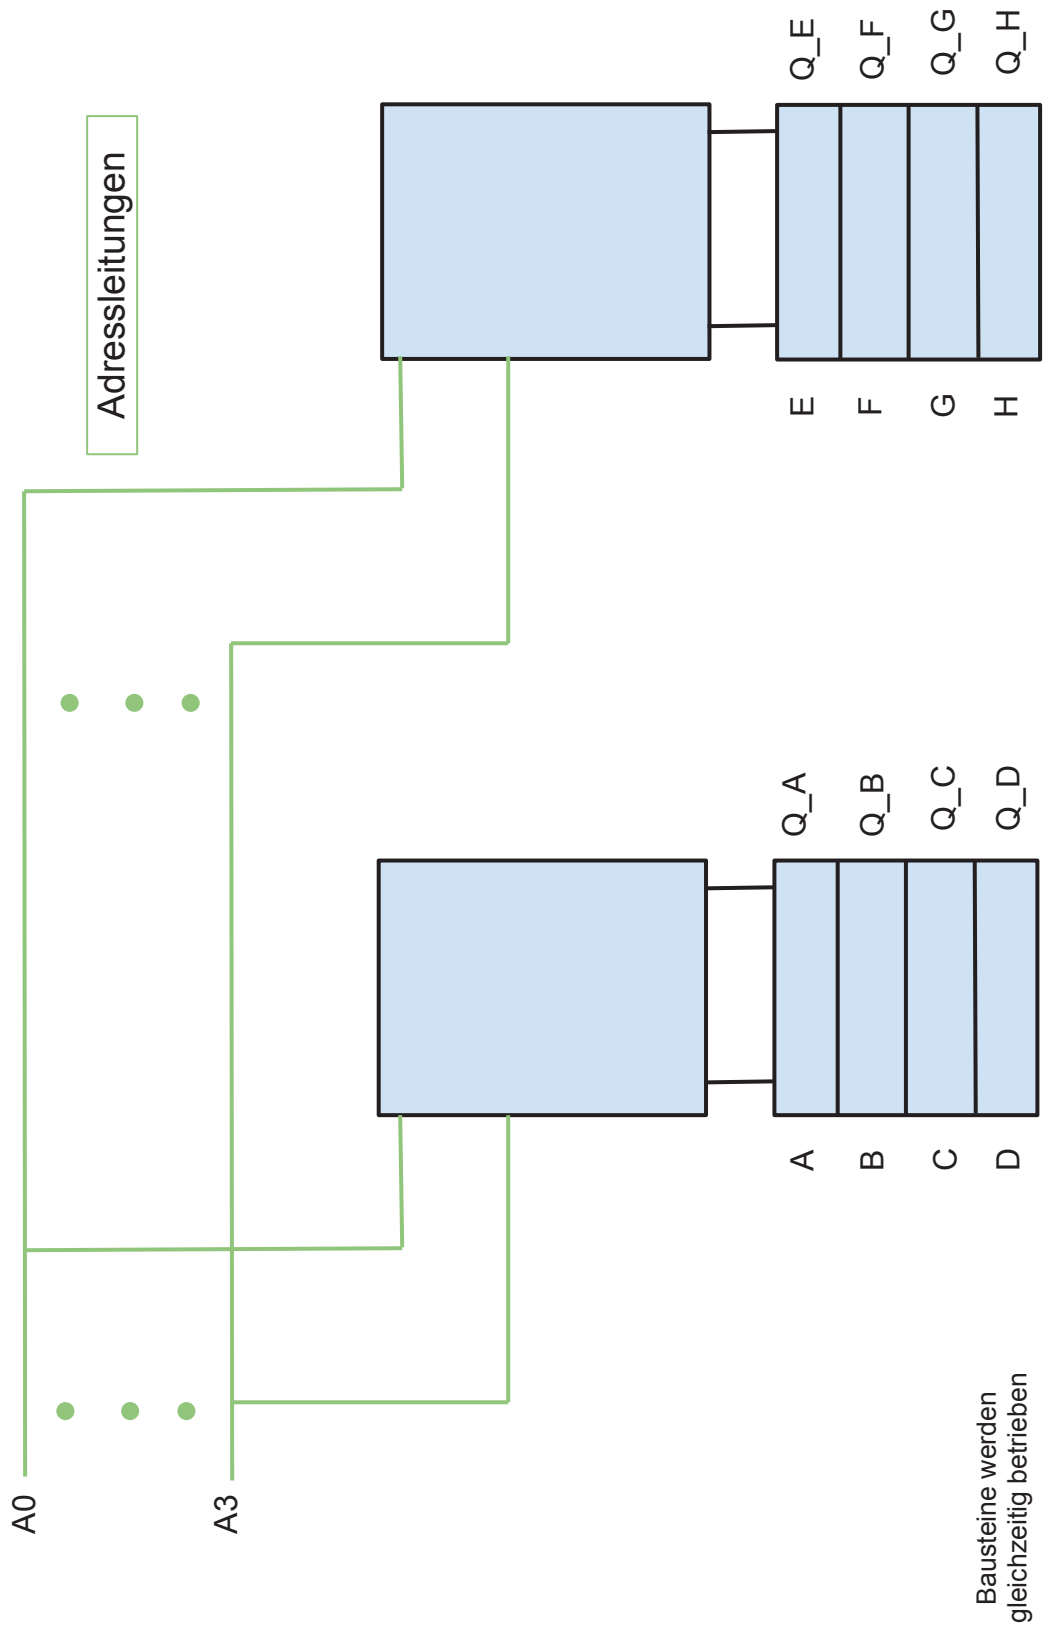 Adressleitungen
A0
A3
A
Q_A
B
Q_B
C
Q_C
D
Q_D
E
Q_E
F
Q_F
G
Q_G
H
Q_H
Bausteine werden
gleichzeitig betrieben